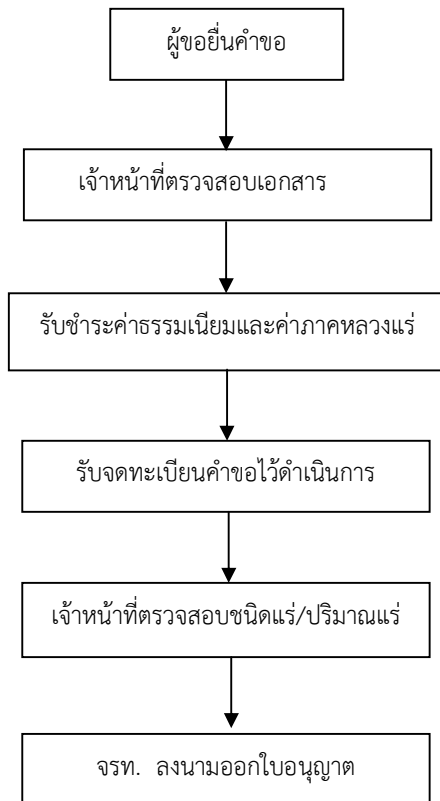 ผู้ขอยื่นคำขอ
เจ้าหน้าที่ตรวจสอบเอกสาร
รับชำระค่าธรรมเนียมและค่าภาคหลวงแร่
รับจดทะเบียนคำขอไว้ดำเนินการ
เจ้าหน้าที่ตรวจสอบชนิดแร่/ปริมาณแร่
จรท. ลงนามออกใบอนุญาต